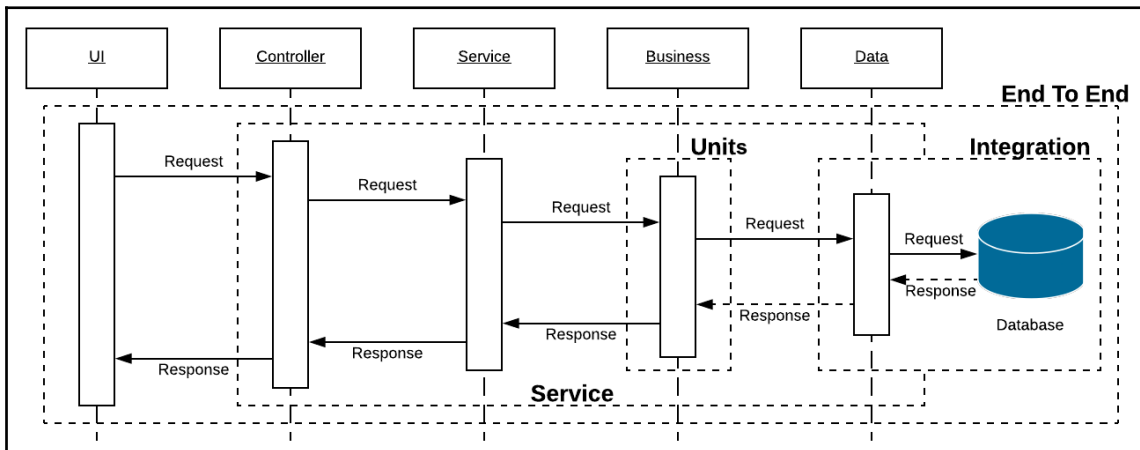 UI
Controller
Service
Business
Data
End To End
Units
Integration
Request
Request
Request
Request
Request
Response
Response
Response
Response
Response
Database
Service